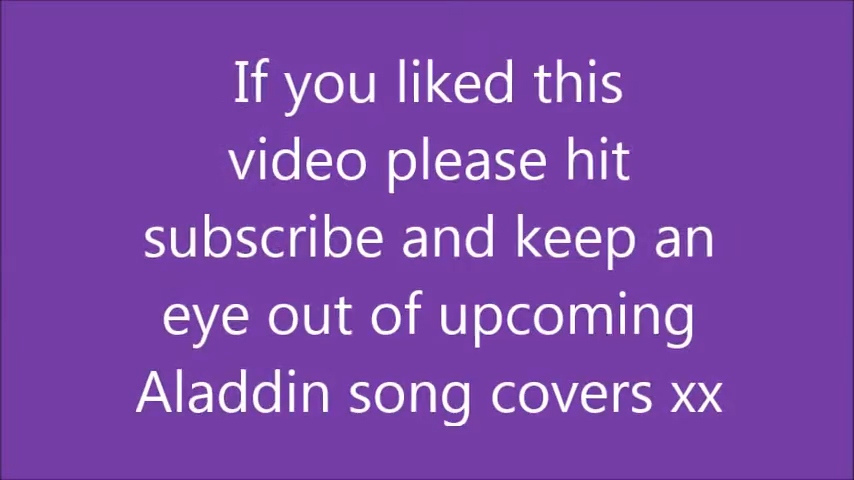 If you liked this
video please hit
subscribe and keep an
eye out of upcoming
Aladdin song covers xx